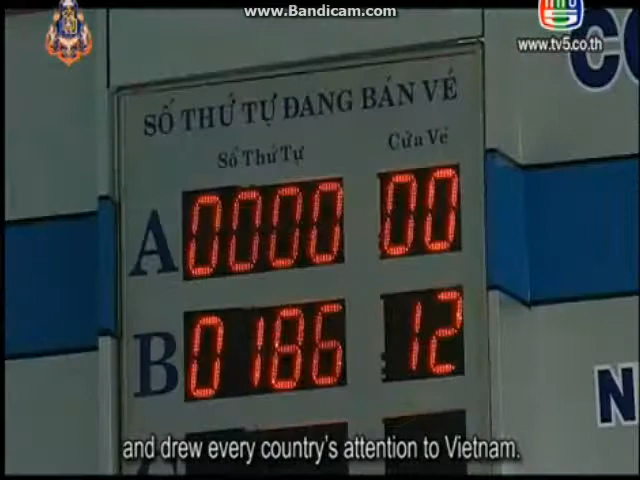 www.Bandicam.com
www.tv5.co.th
CO
SỐ THỨ TỰ ĐANG BÁN VÉ
Số Thứ Tự Cửa Vé
A 0000 00
B 0186 12
N
and drew every country's attention to Vietnam.